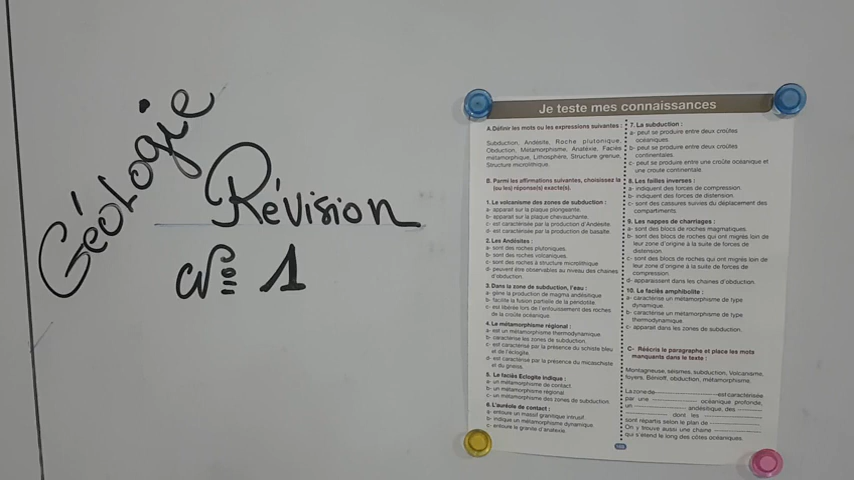 Géologie
Révision
N° 1
Je teste mes connaissances
A. Définir les mots ou les expressions suivantes :
Subduction, Andésite, Roche plutonique,
Obduction, Métamorphisme, Anatéxie, Faciès
métamorphique, Lithosphère, Structure grenue,
Structure microlithique.
B. Parmi les affirmations suivantes, choisissez la
(ou les) réponse(s) exacte(s).
1. Le volcanisme des zones de subduction :
a- apparait sur la plaque plongeante.
b- apparait sur la plaque chevauchante.
c- est caractérisée par la production d'Andésite.
d- est caractérisée par la production de basalte.
2. Les Andésites :
a- sont des roches plutoniques.
b- sont des roches volcaniques.
c- sont des roches à structure microlithique
d- peuvent être observables au niveau des chaines
d'obduction.
3. Dans la zone de subduction, l'eau :
a- gène la production de magma andésitique
b- facilite la fusion partielle de la péridotite.
c- est libérée lors de l'enfouissement des roches
de la croûte océanique.
4. Le métamorphisme régional :
a- est un métamorphisme thermodynamique.
b- caractérise les zones de subduction.
c- est caractérisé par la présence du schiste bleu
et de l'éclogite.
d- est caractérisé par la présence du micaschiste
et du gneiss.
5. Le faciès Eclogite indique :
a- un métamorphisme de contact
b- un métamorphisme régional
c- un métamorphisme des zones de subduction.
6. L'auréole de contact :
a- entoure un massif granitique intrusif.
b- indique un métamorphisme dynamique.
c- entoure le granite d'anatexie.
7. La subduction :
a- peut se produire entre deux croûtes
océaniques.
b- peut se produire entre deux croûtes
continentales.
c- peut se produire entre une croûte océanique et
une croute continentale
8. Les failles inverses :
a- indiquent des forces de compression.
b- indiquent des forces de distension.
c- sont des cassures suivies du déplacement des
compartiments.
9. Les nappes de charriages :
a- sont des blocs de roches magmatiques.
b- sont des blocs de roches qui ont migrés loin de
leur zone d'origine à la suite de forces de
distension.
c- sont des blocs de roches qui ont migrés loin de
leur zone d'origine à la suite de forces de
compression.
d- apparaissent dans les chaines d'obduction.
10. Le faciès amphibolite :
a- caractérise un métamorphisme de type
dynamique.
b- caractérise un métamorphisme de type
thermodynamique.
c- apparait dans les zones de subduction.
C- Réécris le paragraphe et place les mots
manquants dans le texte :
Montagneuse, séismes, subduction, Volcanisme,
foyers, Bénioff, obduction, métamorphisme.
La zone de est caractérisée
par une océanique profonde,
un andésitique, des
dont les
sont répartis selon le plan de
On y trouve aussi une chaine
qui s'étend le long des côtes océaniques.